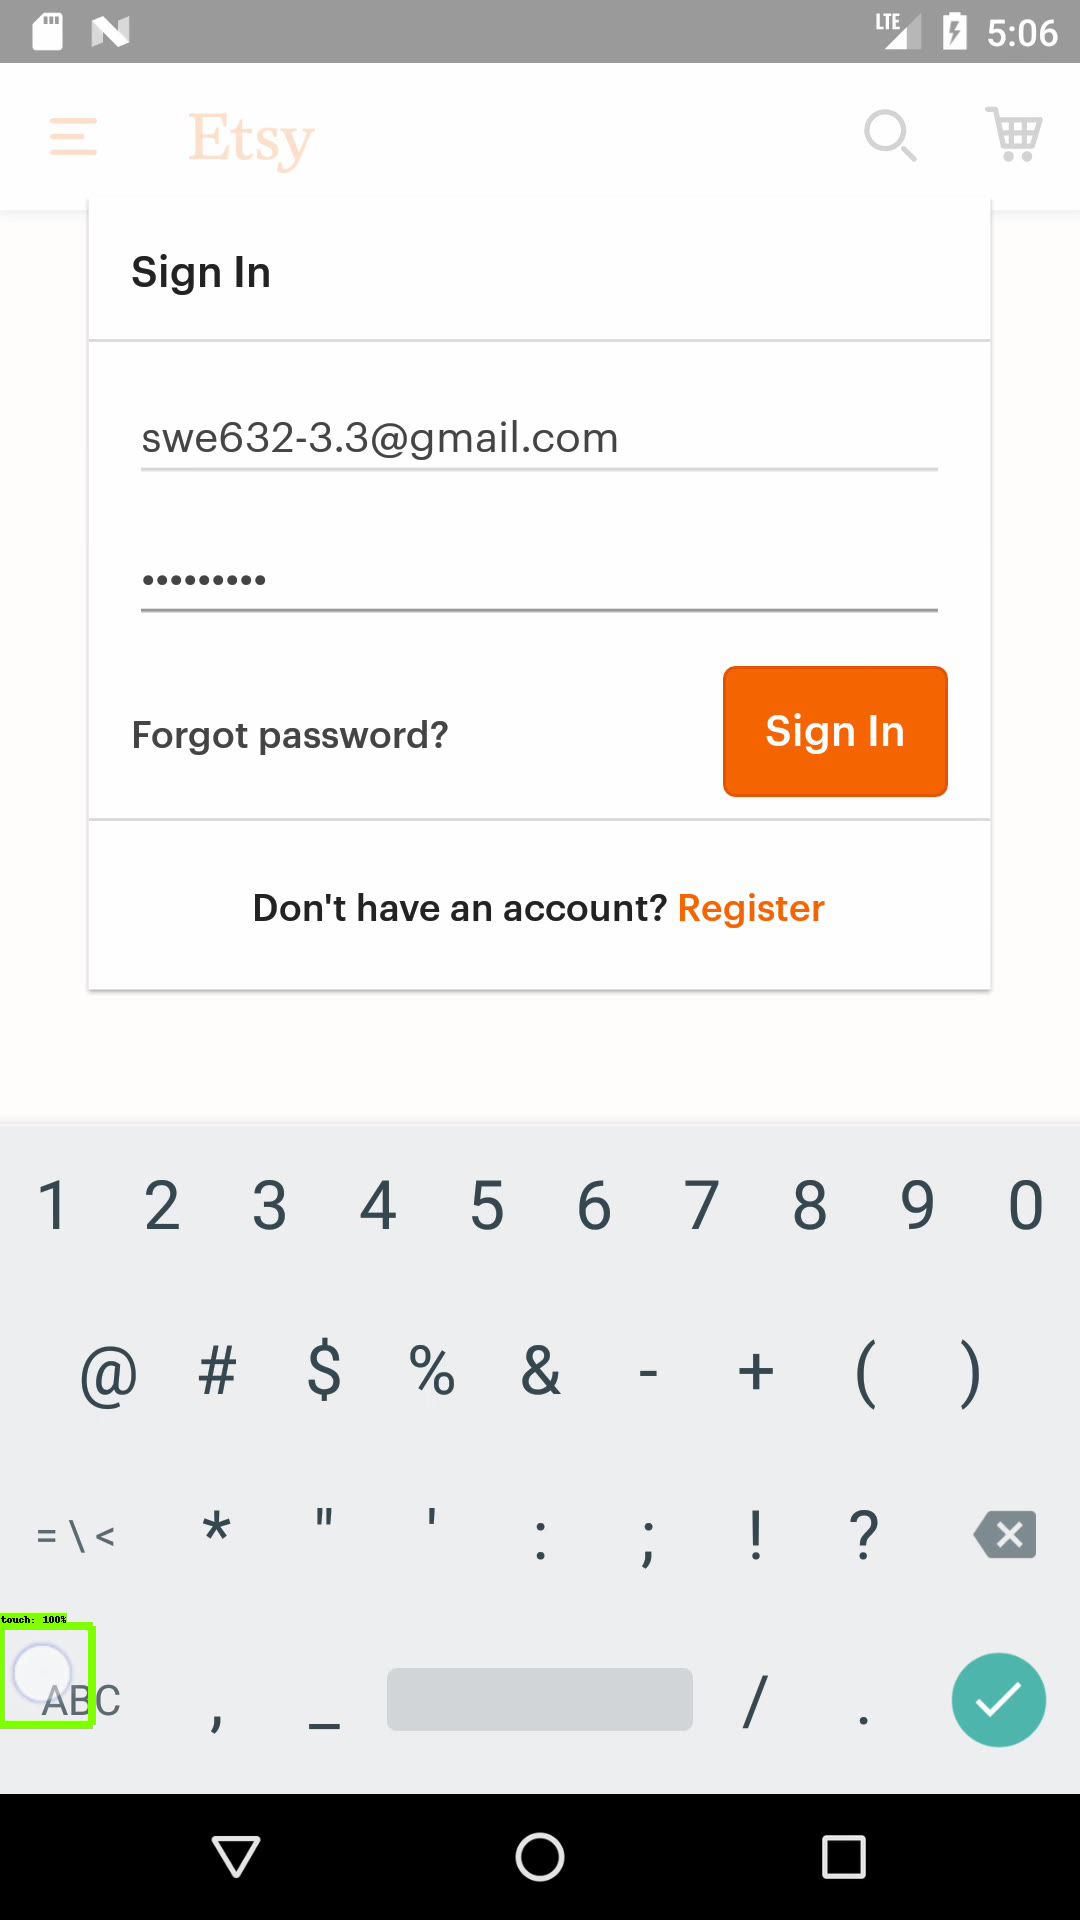 LTE 5:06
Etsy
Sign In
swe632-3.3@gmail.com
•••••••••
Forgot password?
Sign In
Don't have an account? Register
1 2 3 4 5 6 7 8 9 0
@ # $ % & - + ( )
= \ < * " ' : ; ! ?
touch: 100%
ABC , _ / .